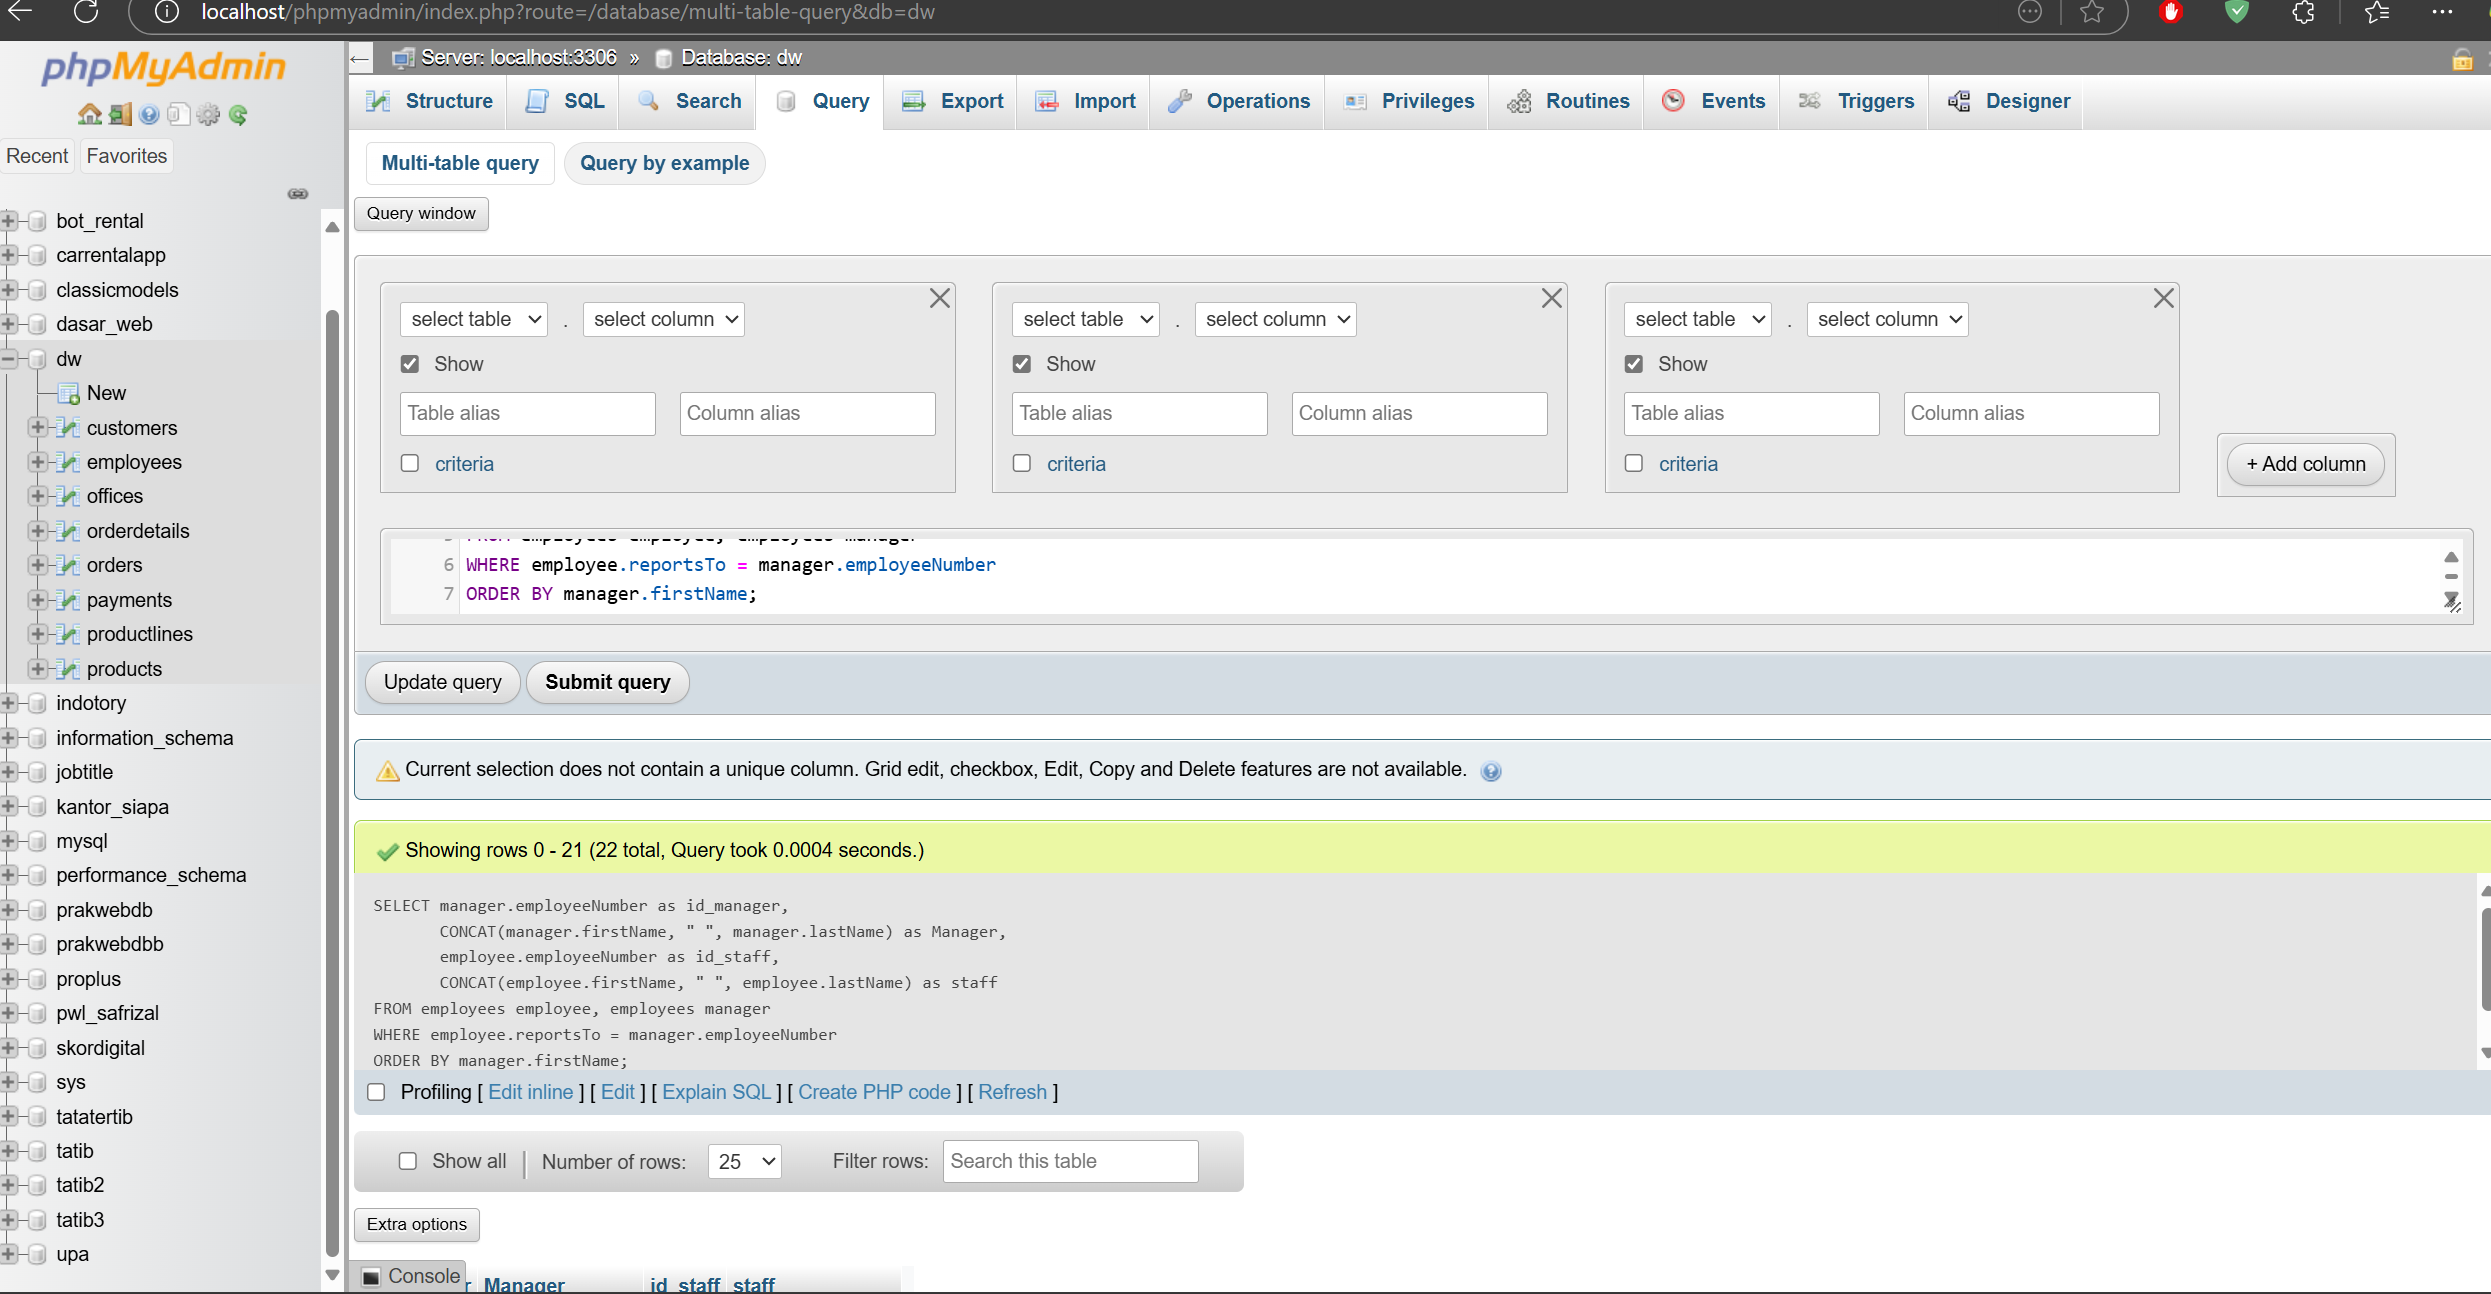 localhost/phpmyadmin/index.php?route=/database/multi-table-query&db=dw
phpMyAdmin
Recent
Favorites
bot_rental
carrentalapp
classicmodels
dasar_web
dw
New
customers
employees
offices
orderdetails
orders
payments
productlines
products
indotory
information_schema
jobtitle
kantor_siapa
mysql
performance_schema
prakwebdb
prakwebdbb
proplus
pwl_safrizal
skordigital
sys
tatatertib
tatib
tatib2
tatib3
upa
Server: localhost:3306 » Database: dw
Structure SQL Search Query Export Import Operations Privileges Routines Events Triggers Designer
Multi-table query Query by example
Query window
select table . select column
Show
Table alias Column alias
criteria
select table . select column
Show
Table alias Column alias
criteria
select table . select column
Show
Table alias Column alias
criteria
+ Add column
5 FROM employees employee, employees manager
6 WHERE employee.reportsTo = manager.employeeNumber
7 ORDER BY manager.firstName;
Update query Submit query
Current selection does not contain a unique column. Grid edit, checkbox, Edit, Copy and Delete features are not available.
Showing rows 0 - 21 (22 total, Query took 0.0004 seconds.)
SELECT manager.employeeNumber as id_manager,
CONCAT(manager.firstName, " ", manager.lastName) as Manager,
employee.employeeNumber as id_staff,
CONCAT(employee.firstName, " ", employee.lastName) as staff
FROM employees employee, employees manager
WHERE employee.reportsTo = manager.employeeNumber
ORDER BY manager.firstName;
Profiling [ Edit inline ] [ Edit ] [ Explain SQL ] [ Create PHP code ] [ Refresh ]
Show all | Number of rows: 25 Filter rows: Search this table
Extra options
Console
r Manager id_staff staff